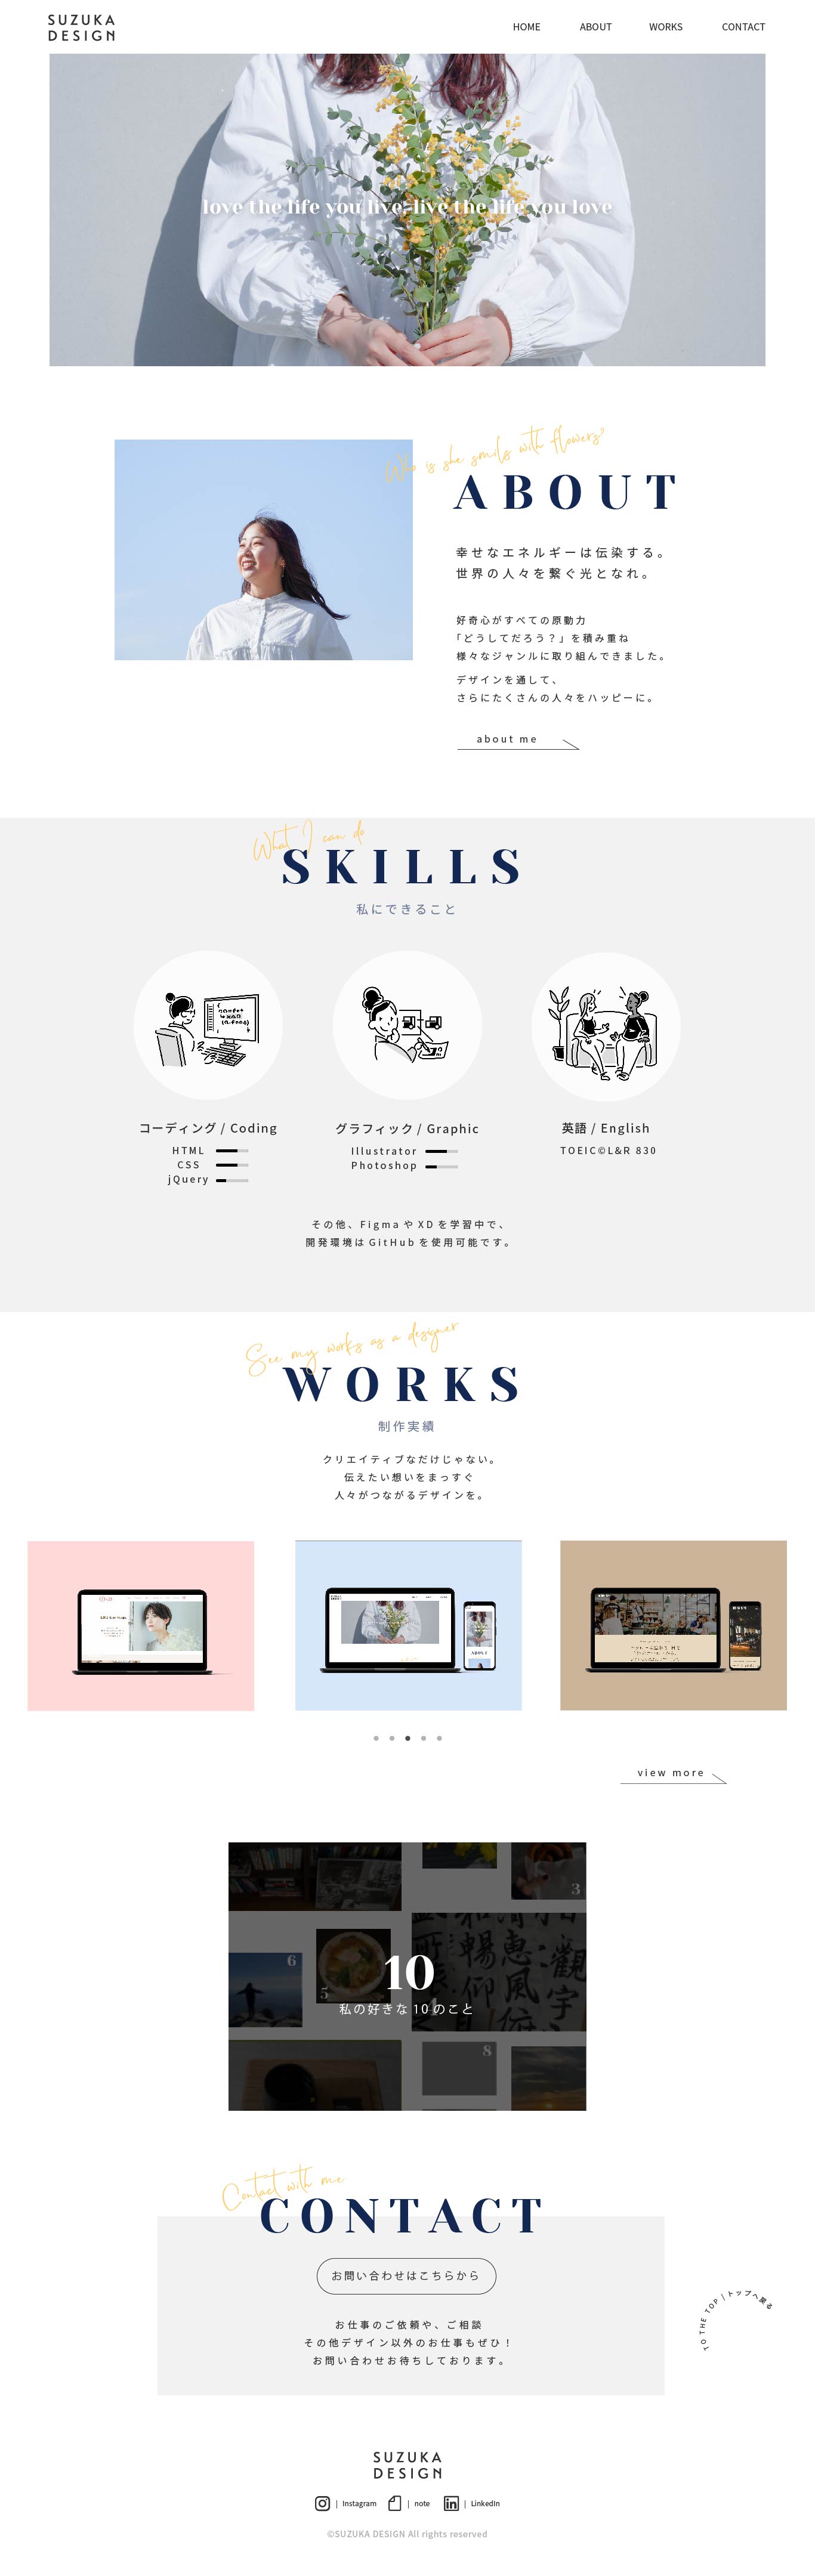 SUZUKA
DESIGN
HOME
ABOUT
WORKS
CONTACT
love the life you live-live the life you love
Who is she smils with flowers?
ABOUT
幸せなエネルギーは伝染する。
世界の人々を繋ぐ光となれ。
好奇心がすべての原動力
「どうしてだろう？」を積み重ね
様々なジャンルに取り組んできました。
デザインを通して、
さらにたくさんの人々をハッピーに。
about me
What I can do
SKILLS
私にできること
コーディング / Coding
HTML
CSS
jQuery
グラフィック / Graphic
Illustrator
Photoshop
英語 / English
TOEIC©L&R 830
その他、Figma や XD を学習中で、
開発環境は GitHub を使用可能です。
See my works as a designer
WORKS
制作実績
クリエイティブなだけじゃない。
伝えたい想いをまっすぐ
人々がつながるデザインを。
ABOUT
view more
3
6
5
4
8
10
私の好きな 10 のこと
Contact with me
CONTACT
お問い合わせはこちらから
お仕事のご依頼や、ご相談
その他デザイン以外のお仕事もぜひ！
お問い合わせお待ちしております。
TO THE TOP / トップへ戻る
SUZUKA
DESIGN
| Instagram
| note
| LinkedIn
©SUZUKA DESIGN All rights reserved